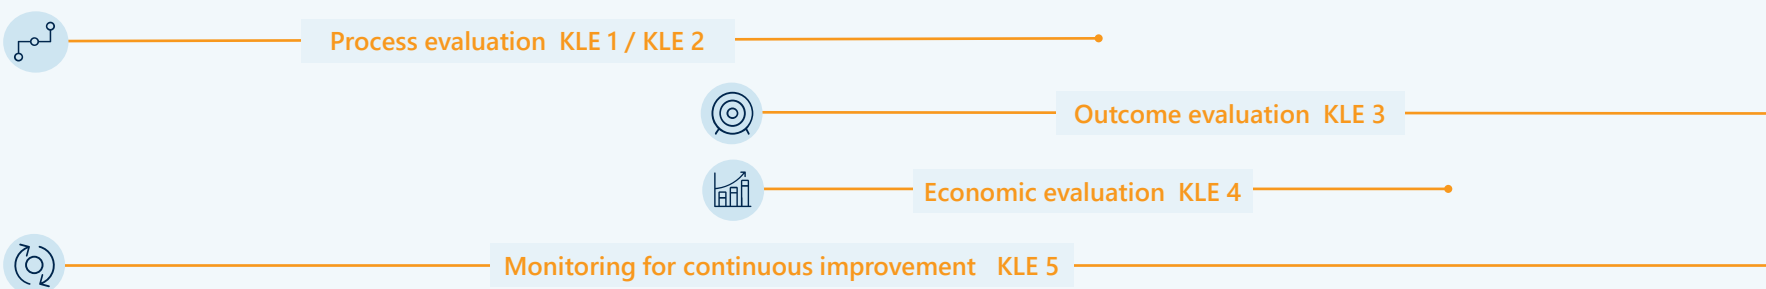 Process evaluation KLE 1 / KLE 2
Outcome evaluation KLE 3
Economic evaluation KLE 4
Monitoring for continuous improvement KLE 5